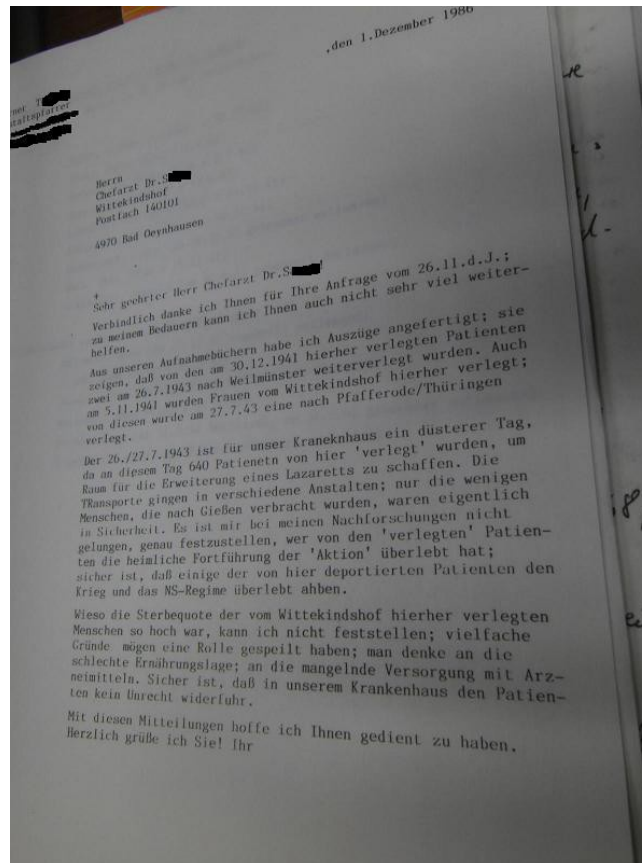 ,den 1.Dezember 1986
Herrn
Chefarzt Dr.S
Wittekindshof
Postfach 140101
4970 Bad Oeynhausen
+
Sehr geehrter Herr Chefarzt Dr.S !
Verbindlich danke ich Ihnen für Ihre Anfrage vom 26.11.d.J.;
zu meinem Bedauern kann ich Ihnen auch nicht sehr viel weiter-
helfen.
Aus unseren Aufnahmebüchern habe ich Auszüge angefertigt; sie
zeigen, daß von den am 30.12.1941 hierher verlegten Patienten
zwei am 26.7.1943 nach Weilmünster weiterverlegt wurden. Auch
am 5.11.1941 wurden Frauen vom Wittekindshof hierher verlegt;
von diesen wurde am 27.7.43 eine nach Pfafferode/Thüringen
verlegt.
Der 26./27.7.1943 ist für unser Kraneknhaus ein düsterer Tag,
da an diesem Tag 640 Patienetn von hier 'verlegt' wurden, um
Raum für die Erweiterung eines Lazaretts zu schaffen. Die
TRansporte gingen in verschiedene Anstalten; nur die wenigen
Menschen, die nach Gießen verbracht wurden, waren eigentlich
in Sicherheit. Es ist mir bei meinen Nachforschungen nicht
gelungen, genau festzustellen, wer von den 'verlegten' Patien-
ten die heimliche Fortführung der 'Aktion' überlebt hat;
sicher ist, daß einige der von hier deportierten Patienten den
Krieg und das NS-Regime überlebt ahben.
Wieso die Sterbequote der vom Wittekindshof hierher verlegten
Menschen so hoch war, kann ich nicht feststellen; vielfache
Gründe mögen eine Rolle gespeilt haben; man denke an die
schlechte Ernährungslage; an die mangelnde Versorgung mit Arz-
neimitteln. Sicher ist, daß in unserem Krankenhaus den Patien-
ten kein Unrecht widerfuhr.
Mit diesen Mitteilungen hoffe ich Ihnen gedient zu haben.
Herzlich grüße ich Sie! Ihr